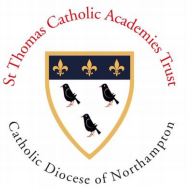 St Thomas Catholic Academies Trust
Catholic Diocese of Northampton